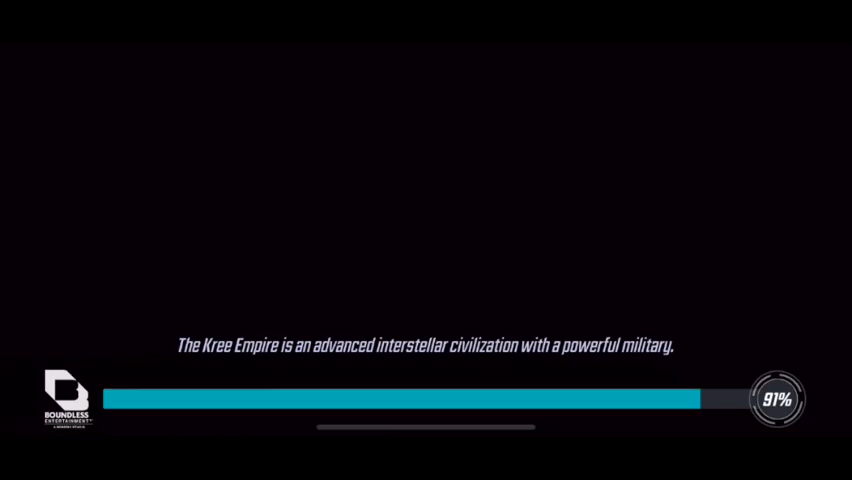 The Kree Empire is an advanced interstellar civilization with a powerful military.
91%
BOUNDLESS
ENTERTAINMENT